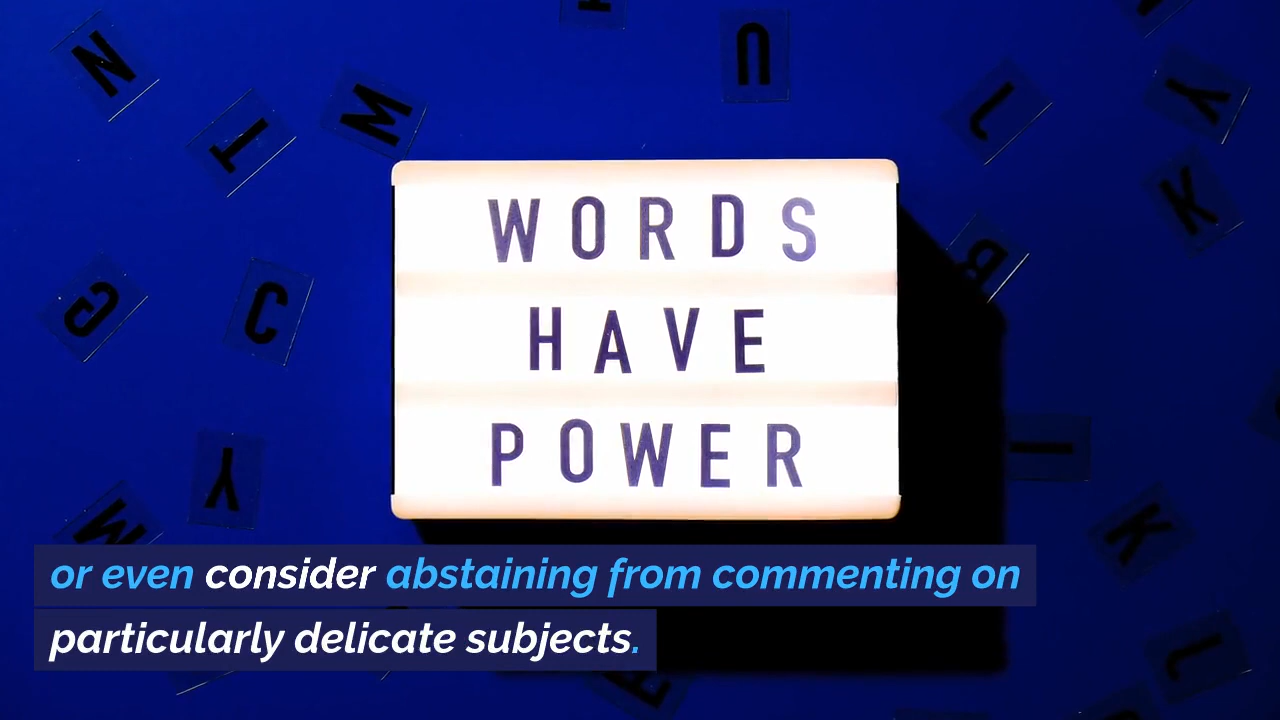 WORDS
HAVE
POWER
or even consider abstaining from commenting on
particularly delicate subjects.